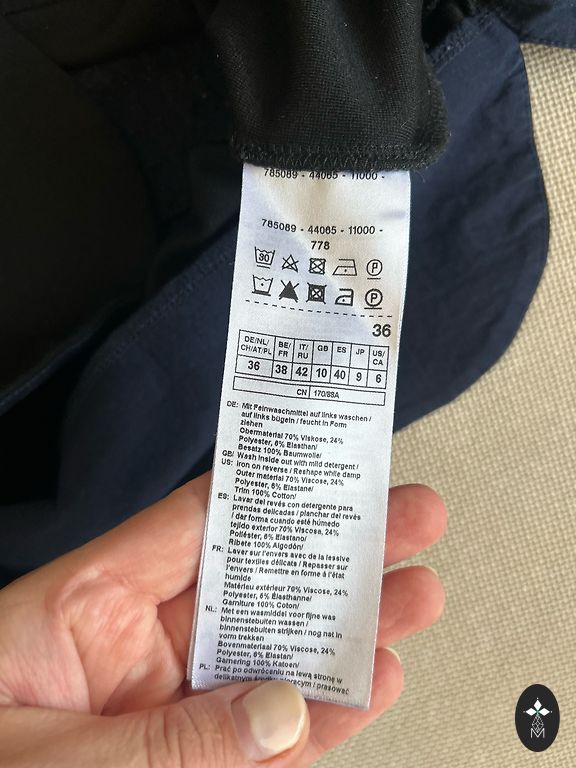 785089 - 44065 - 11000 -
785089 - 44065 - 11000 -
778
30
P
P
36
DE/NL/ BE/ IT/ GB ES JP US/
CH/AT/PL FR RU CA
36 38 42 10 40 9 6
CN 170/88A
DE: Mit Feinwaschmittel auf links waschen /
auf links bügeln / feucht in Form
ziehen
Obermaterial 70% Viskose, 24%
Polyester, 6% Elasthan/
Besatz 100% Baumwolle/
GB/ Wash inside out with mild detergent /
US: Iron on reverse / Reshape whilst damp
Outer material 70% Viscose, 24%
Polyester, 6% Elastane/
Trim 100% Cotton/
ES: Lavar del revés con detergente para
prendas delicadas / planchar del revés
/ dar forma cuando esté húmedo
tejido exterior 70% Viscosa, 24%
Poliéster, 6% Elastano/
Ribete 100% Algodón/
FR: Laver sur l'envers avec de la lessive
pour textiles délicats / Repasser sur
l'envers / Remettre en forme à l'état
humide
Matériau extérieur 70% Viscose, 24%
Polyester, 6% Élasthanne/
Garniture 100% Coton/
NL: Met een wasmiddel voor fijne was
binnenstebuiten wassen /
binnenstebuiten strijken / nog nat in
vorm trekken
Bovenmateriaal 70% Viscose, 24%
Polyester, 6% Elastan/
Garnering 100% Katoen/
PL: Prać po odwróceniu na lewą stronę w
delikatnym / prasować
M